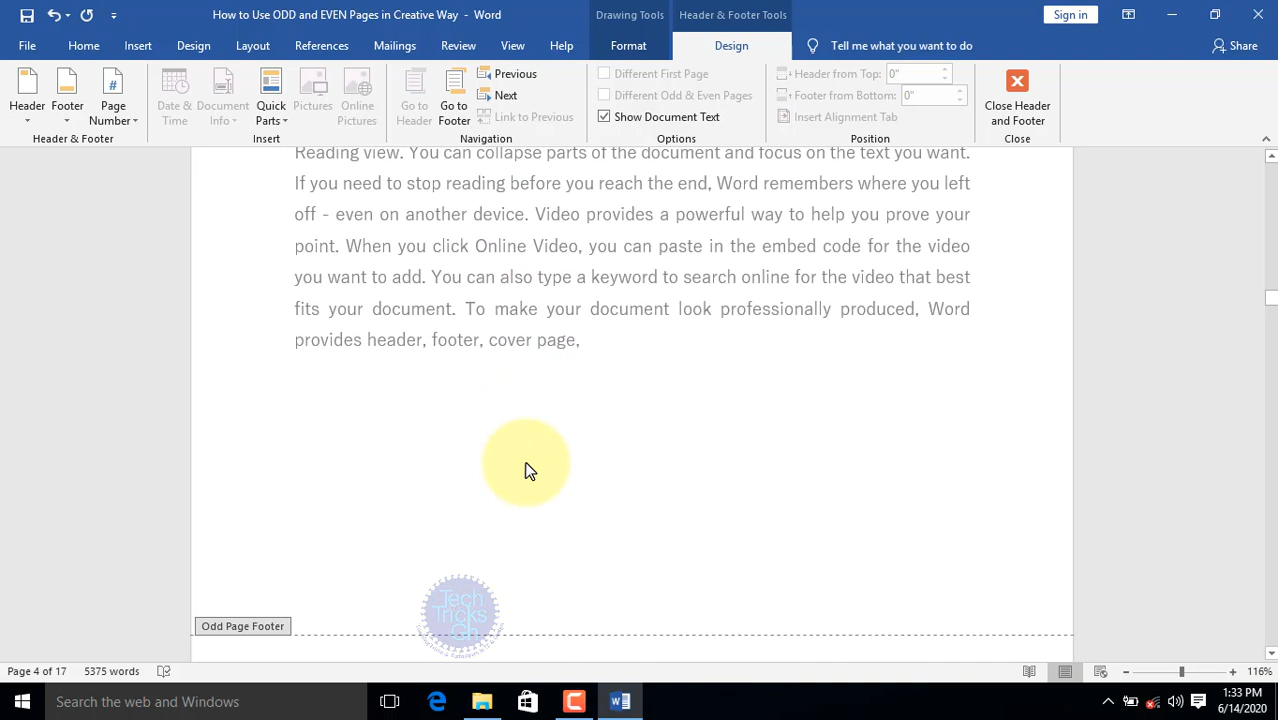 How to Use ODD and EVEN Pages in Creative Way - Word
Drawing Tools
Header & Footer Tools
Sign in
File
Home
Insert
Design
Layout
References
Mailings
Review
View
Help
Format
Design
Tell me what you want to do
Share
Header
Footer
Page Number
Header & Footer
Date & Time
Document Info
Quick Parts
Pictures
Online Pictures
Insert
Go to Header
Go to Footer
Previous
Next
Link to Previous
Navigation
Different First Page
Different Odd & Even Pages
Show Document Text
Options
Header from Top: 0"
Footer from Bottom: 0"
Insert Alignment Tab
Position
Close Header and Footer
Close
Reading view. You can collapse parts of the document and focus on the text you want.
If you need to stop reading before you reach the end, Word remembers where you left
off - even on another device. Video provides a powerful way to help you prove your
point. When you click Online Video, you can paste in the embed code for the video
you want to add. You can also type a keyword to search online for the video that best
fits your document. To make your document look professionally produced, Word
provides header, footer, cover page,
Tech
Tricks
Gh
Odd Page Footer
Page 4 of 17
5375 words
116%
Search the web and Windows
1:33 PM
6/14/2020